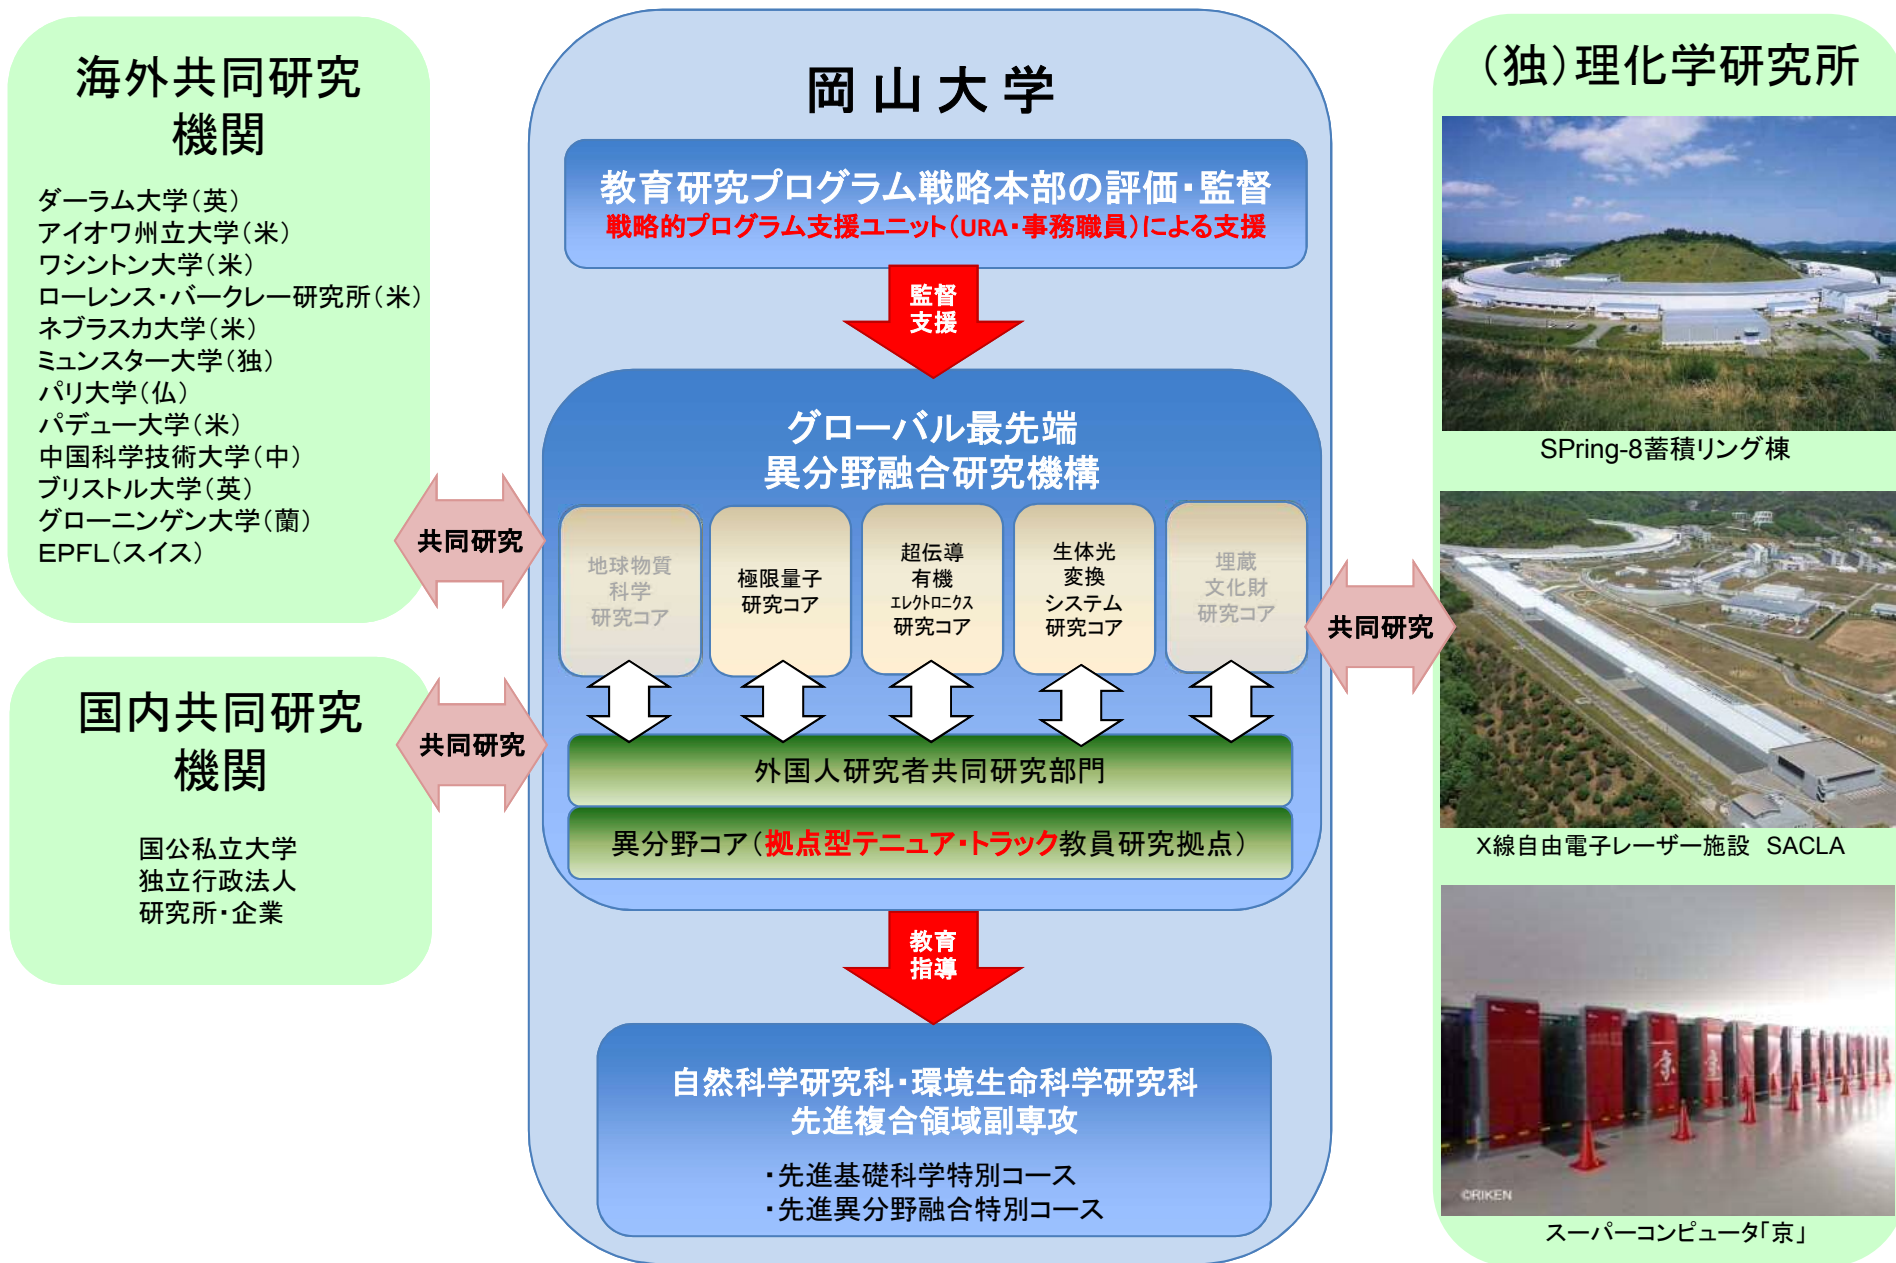 海外共同研究
機関
ダーラム大学（英）
アイオワ州立大学（米）
ワシントン大学（米）
ローレンス・バークレー研究所（米）
ネブラスカ大学（米）
ミュンスター大学（独）
パリ大学（仏）
パデュー大学（米）
中国科学技術大学（中）
ブリストル大学（英）
グローニンゲン大学（蘭）
EPFL（スイス）
共同研究
国内共同研究
機関
国公私立大学
独立行政法人
研究所・企業
共同研究
岡山大学
教育研究プログラム戦略本部の評価・監督
戦略的プログラム支援ユニット（URA・事務職員）による支援
監督
支援
グローバル最先端
異分野融合研究機構
地球物質
科学
研究コア
極限量子
研究コア
超伝導
有機
ｴﾚｸﾄﾛﾆｸｽ
研究コア
生体光
変換
システム
研究コア
埋蔵
文化財
研究コア
外国人研究者共同研究部門
異分野コア（拠点型テニュア・トラック教員研究拠点）
教育
指導
自然科学研究科・環境生命科学研究科
先進複合領域副専攻
・先進基礎科学特別コース
・先進異分野融合特別コース
共同研究
（独）理化学研究所
SPring-8蓄積リング棟
X線自由電子レーザー施設　SACLA
京
京
©RIKEN
スーパーコンピュータ「京」